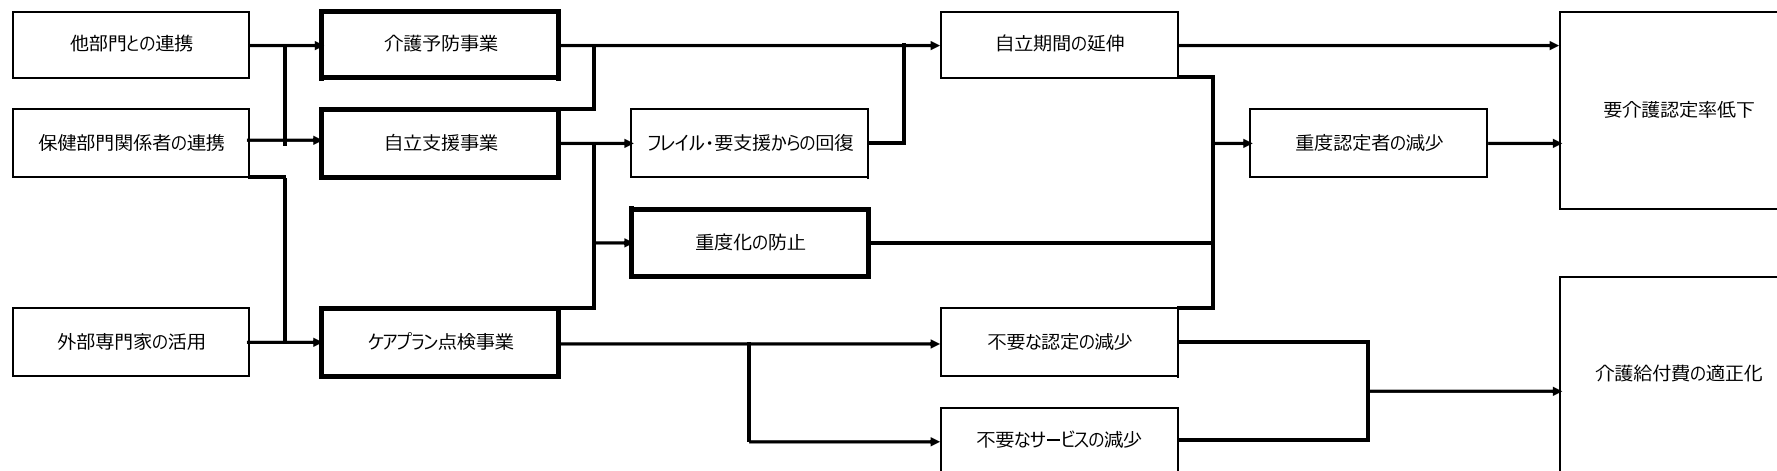 他部門との連携
介護予防事業
自立期間の延伸
要介護認定率低下
保健部門関係者の連携
自立支援事業
フレイル・要支援からの回復
重度認定者の減少
重度化の防止
外部専門家の活用
ケアプラン点検事業
不要な認定の減少
介護給付費の適正化
不要なサービスの減少